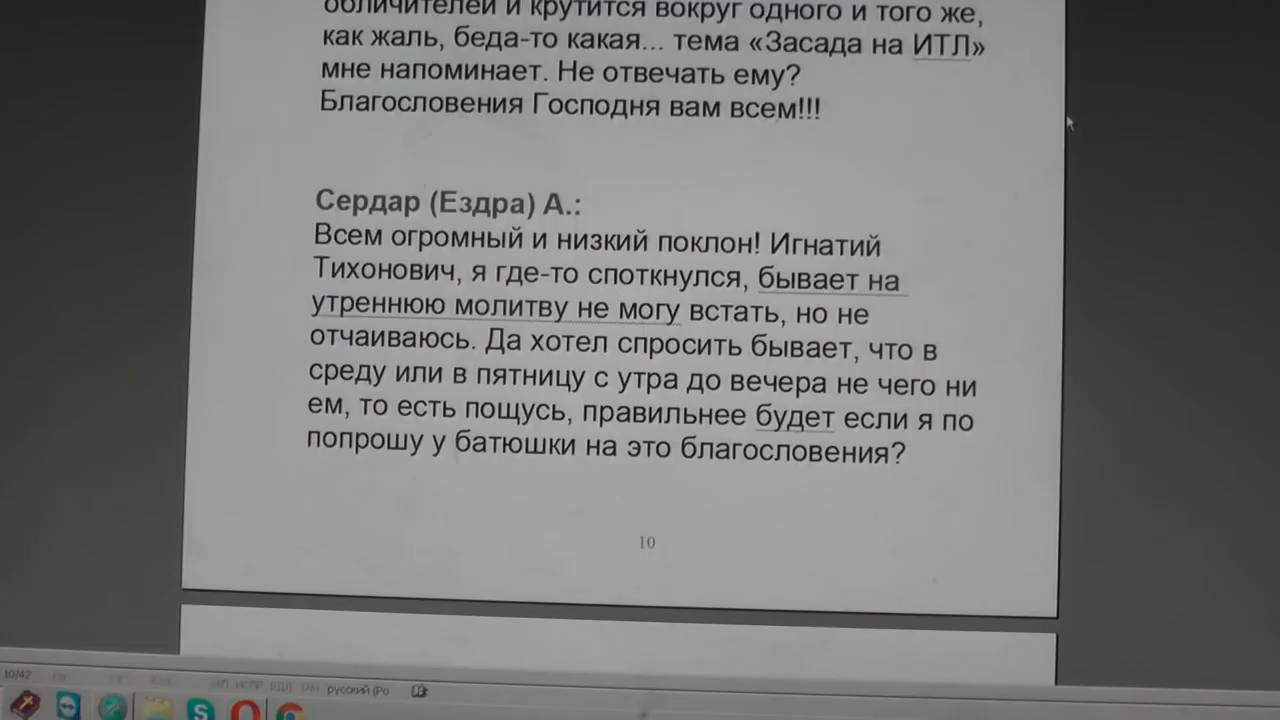 обличителей и крутится вокруг одного и того же,
как жаль, беда-то какая... тема «Засада на ИТЛ»
мне напоминает. Не отвечать ему?
Благословения Господня вам всем!!!
Сердар (Ездра) А.:
Всем огромный и низкий поклон! Игнатий
Тихонович, я где-то споткнулся, бывает на
утреннюю молитву не могу встать, но не
отчаиваюсь. Да хотел спросить бывает, что в
среду или в пятницу с утра до вечера не чего ни
ем, то есть пощусь, правильнее будет если я по
попрошу у батюшки на это благословения?
10
10/42
русский (Ро